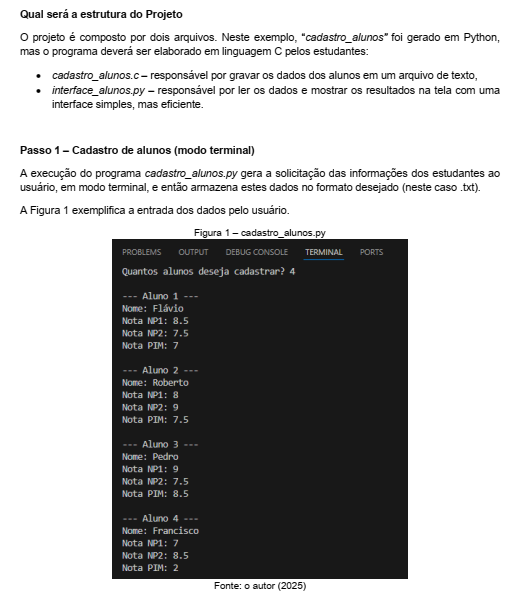 Qual será a estrutura do Projeto
O projeto é composto por dois arquivos. Neste exemplo, "cadastro_alunos" foi gerado em Python,
mas o programa deverá ser elaborado em linguagem C pelos estudantes:
• cadastro_alunos.c – responsável por gravar os dados dos alunos em um arquivo de texto,
• interface_alunos.py – responsável por ler os dados e mostrar os resultados na tela com uma
interface simples, mas eficiente.
Passo 1 – Cadastro de alunos (modo terminal)
A execução do programa cadastro_alunos.py gera a solicitação das informações dos estudantes ao
usuário, em modo terminal, e então armazena estes dados no formato desejado (neste caso .txt).
A Figura 1 exemplifica a entrada dos dados pelo usuário.
Figura 1 – cadastro_alunos.py
PROBLEMS OUTPUT DEBUG CONSOLE TERMINAL PORTS
Quantos alunos deseja cadastrar? 4
--- Aluno 1 ---
Nome: Flávio
Nota NP1: 8.5
Nota NP2: 7.5
Nota PIM: 7
--- Aluno 2 ---
Nome: Roberto
Nota NP1: 8
Nota NP2: 9
Nota PIM: 7.5
--- Aluno 3 ---
Nome: Pedro
Nota NP1: 9
Nota NP2: 7.5
Nota PIM: 8.5
--- Aluno 4 ---
Nome: Francisco
Nota NP1: 7
Nota NP2: 8.5
Nota PIM: 2
Fonte: o autor (2025)